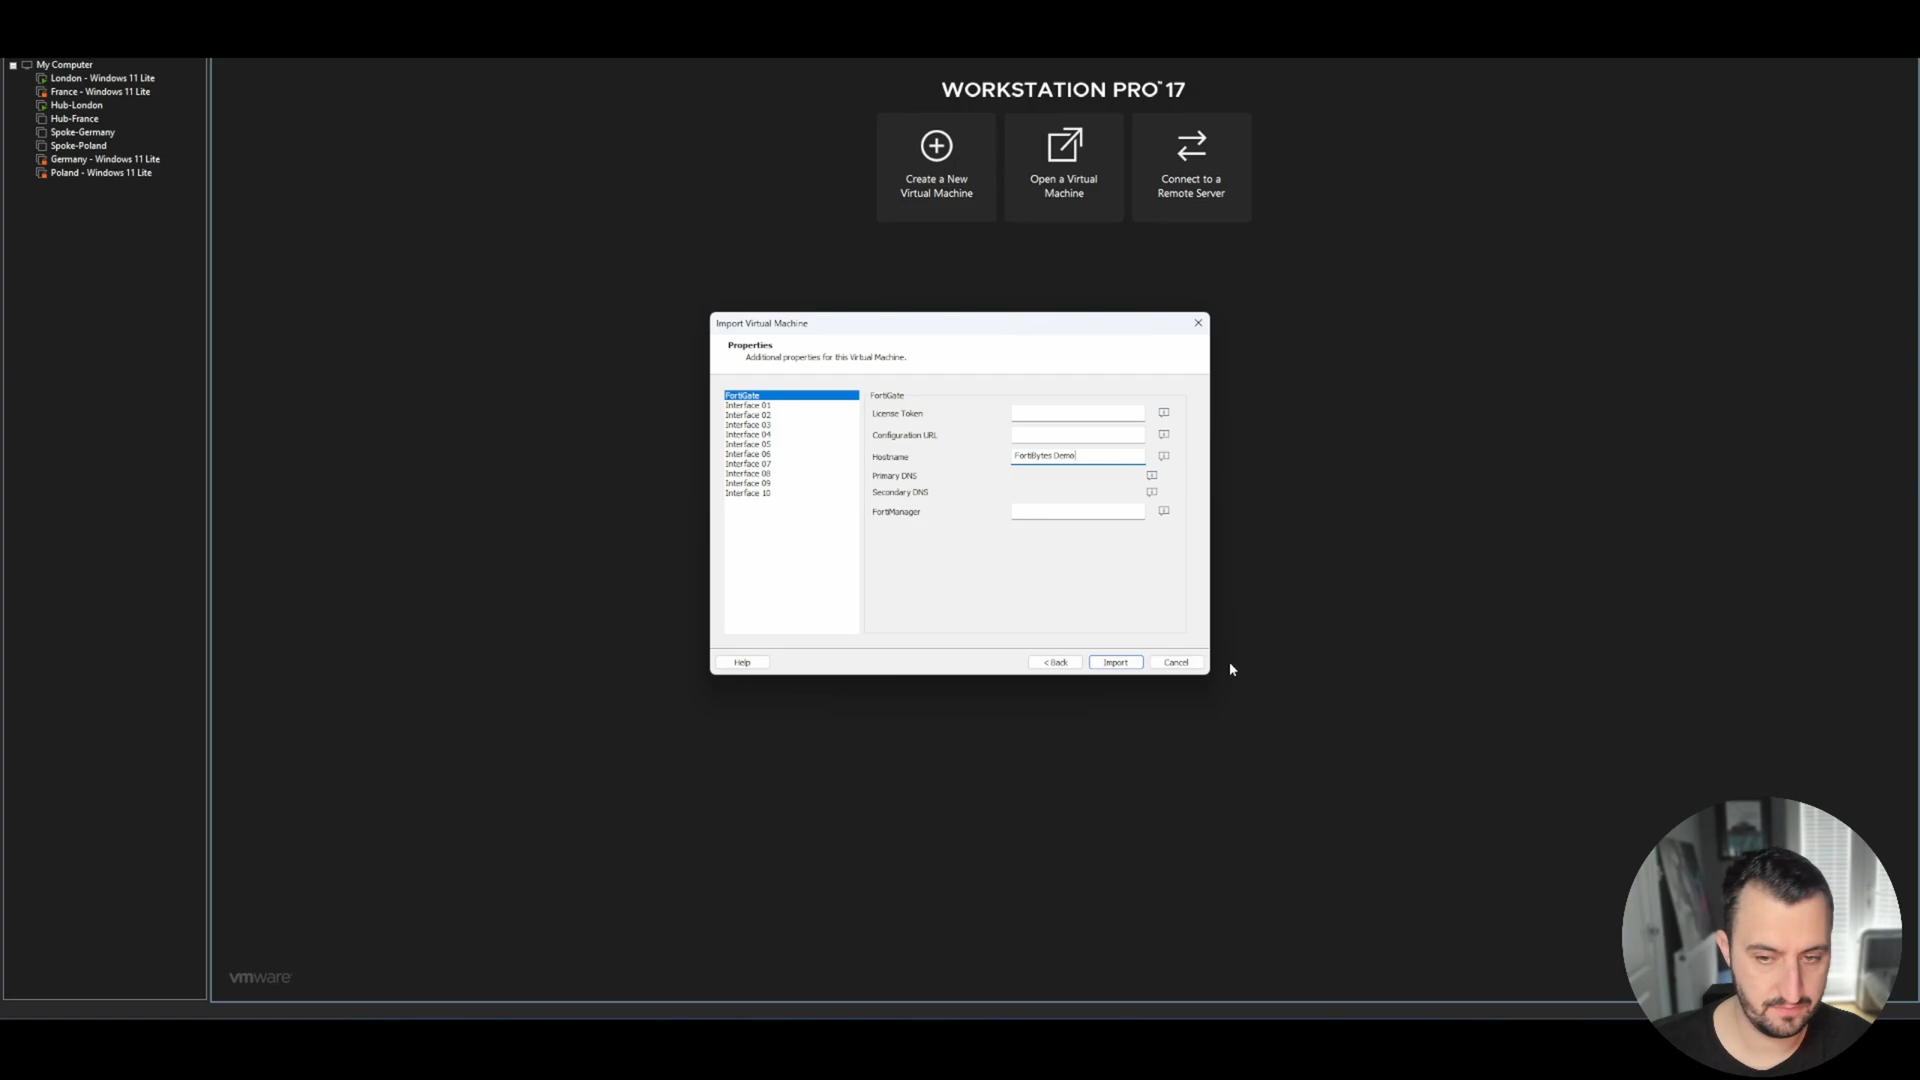 My Computer
London - Windows 11 Lite
France - Windows 11 Lite
Hub-London
Hub-France
Spoke-Germany
Spoke-Poland
Germany - Windows 11 Lite
Poland - Windows 11 Lite
WORKSTATION PRO™ 17
Create a New
Virtual Machine
Open a Virtual
Machine
Connect to a
Remote Server
Import Virtual Machine
Properties
Additional properties for this Virtual Machine.
FortiGate
Interface 01
Interface 02
Interface 03
Interface 04
Interface 05
Interface 06
Interface 07
Interface 08
Interface 09
Interface 10
FortiGate
License Token
Configuration URL
Hostname
FortiBytes Demo
Primary DNS
Secondary DNS
FortiManager
Help
< Back
Import
Cancel
vmware